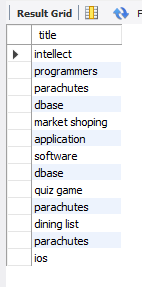 Result Grid
title
intellect
programmers
parachutes
dbase
market shoping
application
software
dbase
quiz game
parachutes
dining list
parachutes
ios